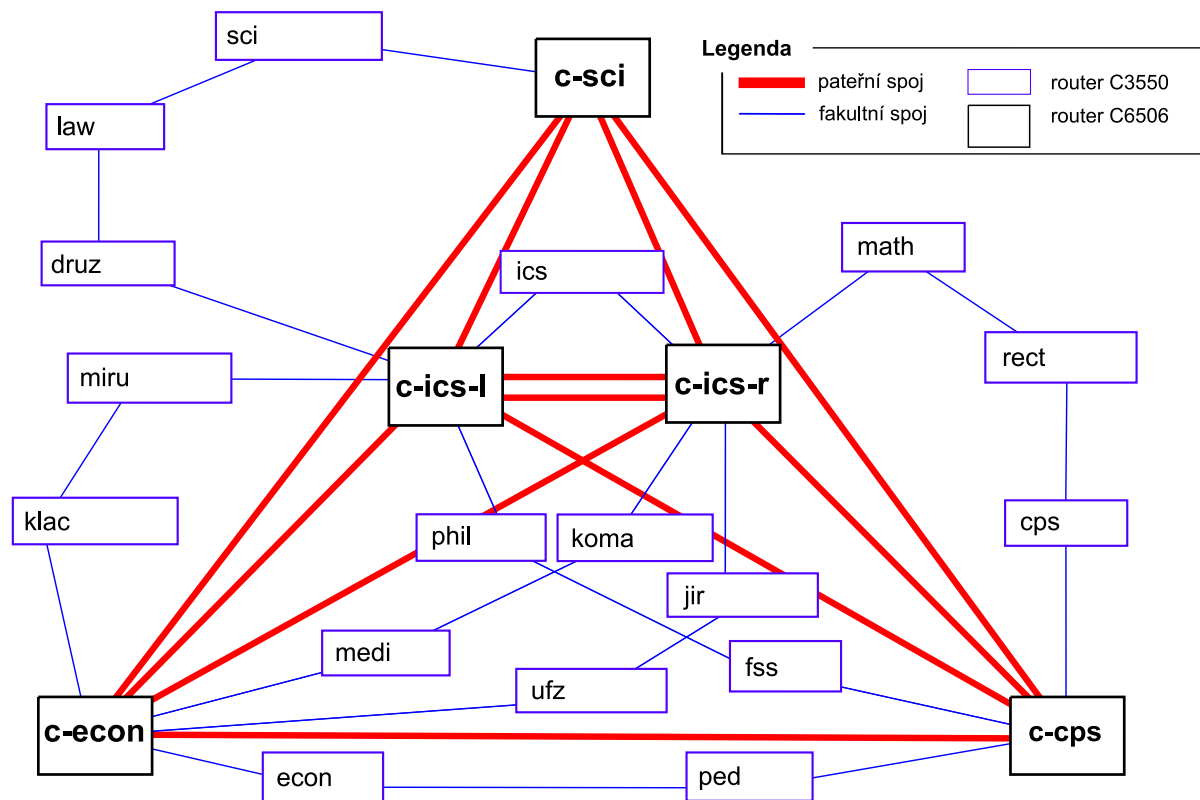 sci
c-sci
Legenda
pateřní spoj
router C3550
fakultní spoj
router C6506
law
druz
ics
math
miru
c-ics-l
c-ics-r
rect
klac
phil
koma
cps
jir
medi
ufz
fss
c-econ
c-cps
econ
ped